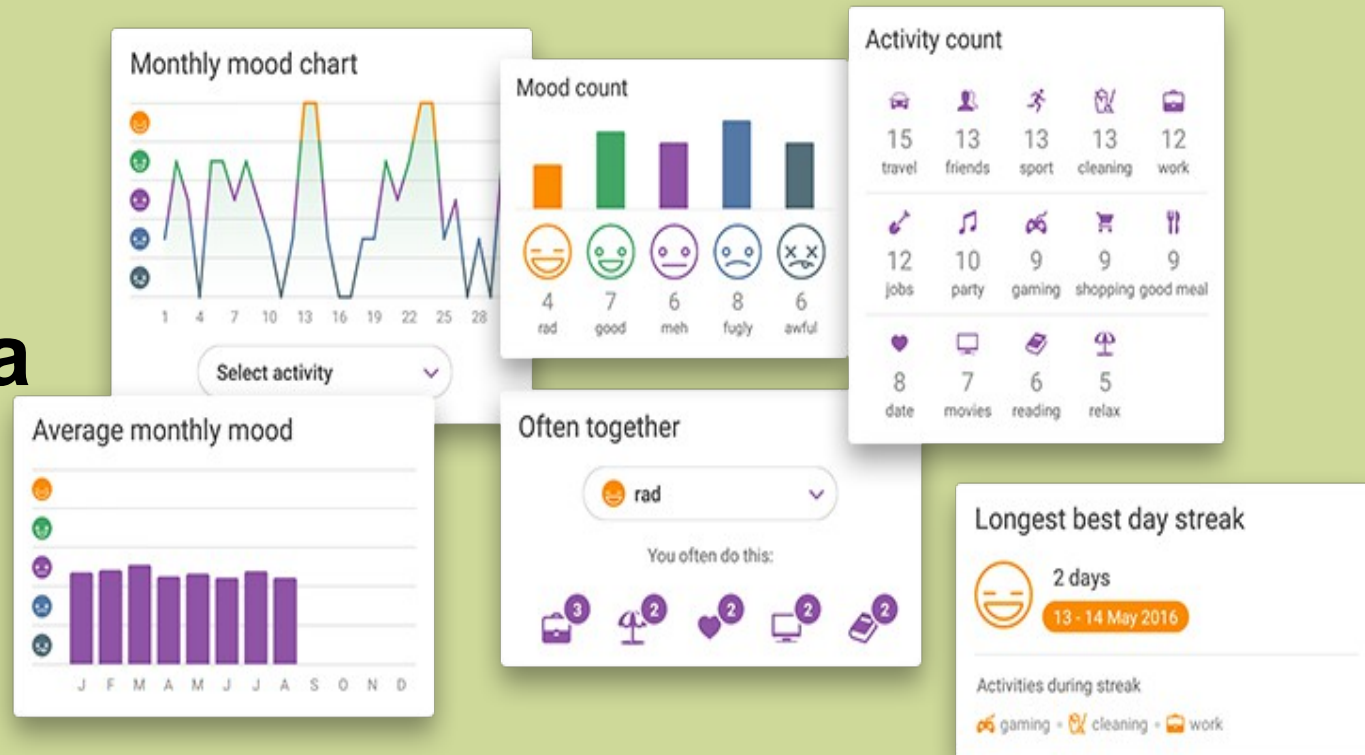 a
Monthly mood chart
1 4 7 10 13 16 19 22 25 28
Select activity
Mood count
4 7 6 8 6
rad good meh fugly awful
Activity count
15 13 13 13 12
travel friends sport cleaning work
12 10 9 9 9
jobs party gaming shopping good meal
8 7 6 5
date movies reading relax
Average monthly mood
J F M A M J J A S O N D
Often together
rad
You often do this:
3 2 2 2 2
Longest best day streak
2 days
13 - 14 May 2016
Activities during streak
gaming • cleaning • work